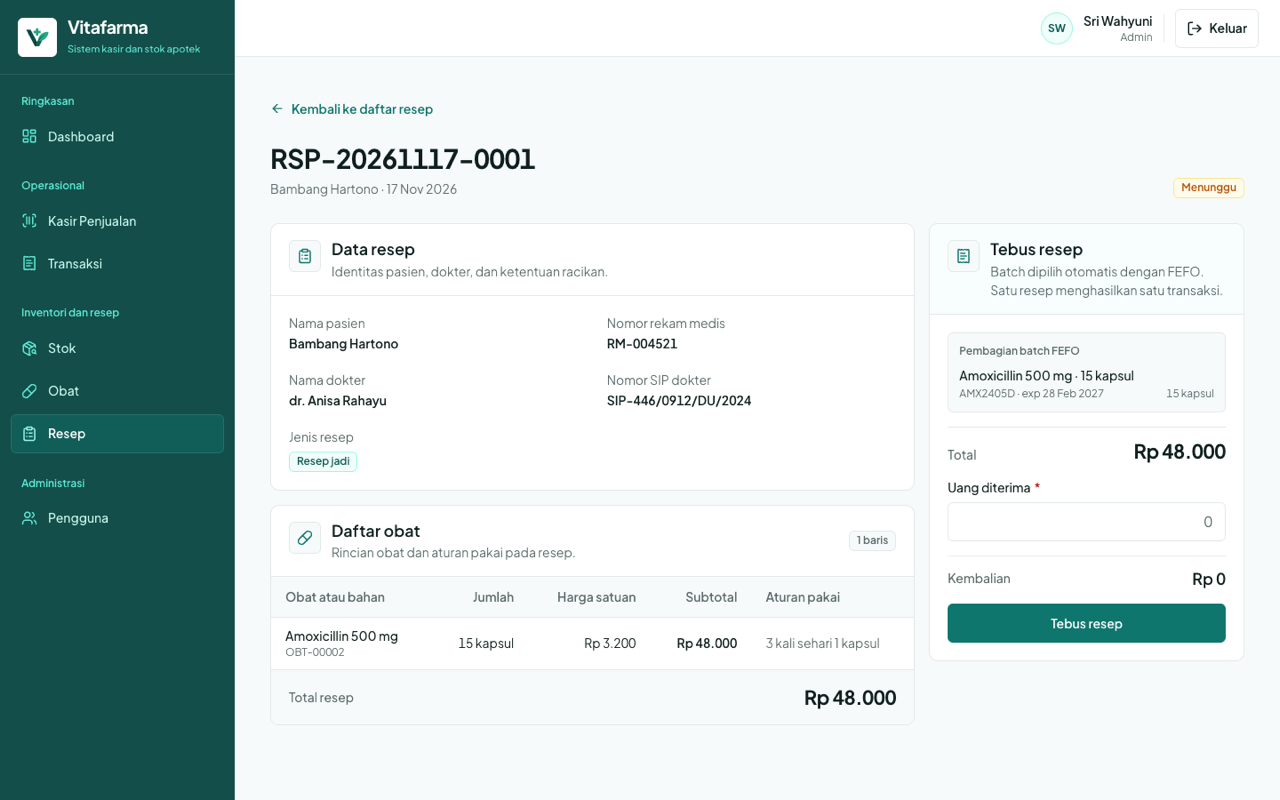 Vitafarma
Sistem kasir dan stok apotek
Ringkasan
Dashboard
Operasional
Kasir Penjualan
Transaksi
Inventori dan resep
Stok
Obat
Resep
Administrasi
Pengguna
SW
Sri Wahyuni
Admin
Keluar
Kembali ke daftar resep
RSP-20261117-0001
Bambang Hartono · 17 Nov 2026
Menunggu
Data resep
Identitas pasien, dokter, dan ketentuan racikan.
Nama pasien
Bambang Hartono
Nomor rekam medis
RM-004521
Nama dokter
dr. Anisa Rahayu
Nomor SIP dokter
SIP-446/0912/DU/2024
Jenis resep
Resep jadi
Daftar obat
Rincian obat dan aturan pakai pada resep.
1 baris
Obat atau bahan Jumlah Harga satuan Subtotal Aturan pakai
Amoxicillin 500 mg 15 kapsul Rp 3.200 Rp 48.000 3 kali sehari 1 kapsul
OBT-00002
Total resep Rp 48.000
Tebus resep
Batch dipilih otomatis dengan FEFO.
Satu resep menghasilkan satu transaksi.
Pembagian batch FEFO
Amoxicillin 500 mg · 15 kapsul
AMX2405D · exp 28 Feb 2027 15 kapsul
Total Rp 48.000
Uang diterima *
0
Kembalian Rp 0
Tebus resep